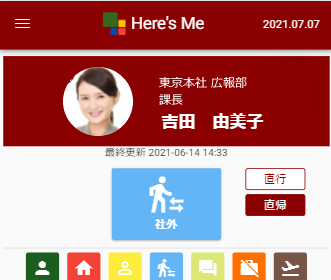 Here's Me
2021.07.07
東京本社 広報部
課長
吉田 由美子
最終更新 2021-06-14 14:33
社外
直行
直帰